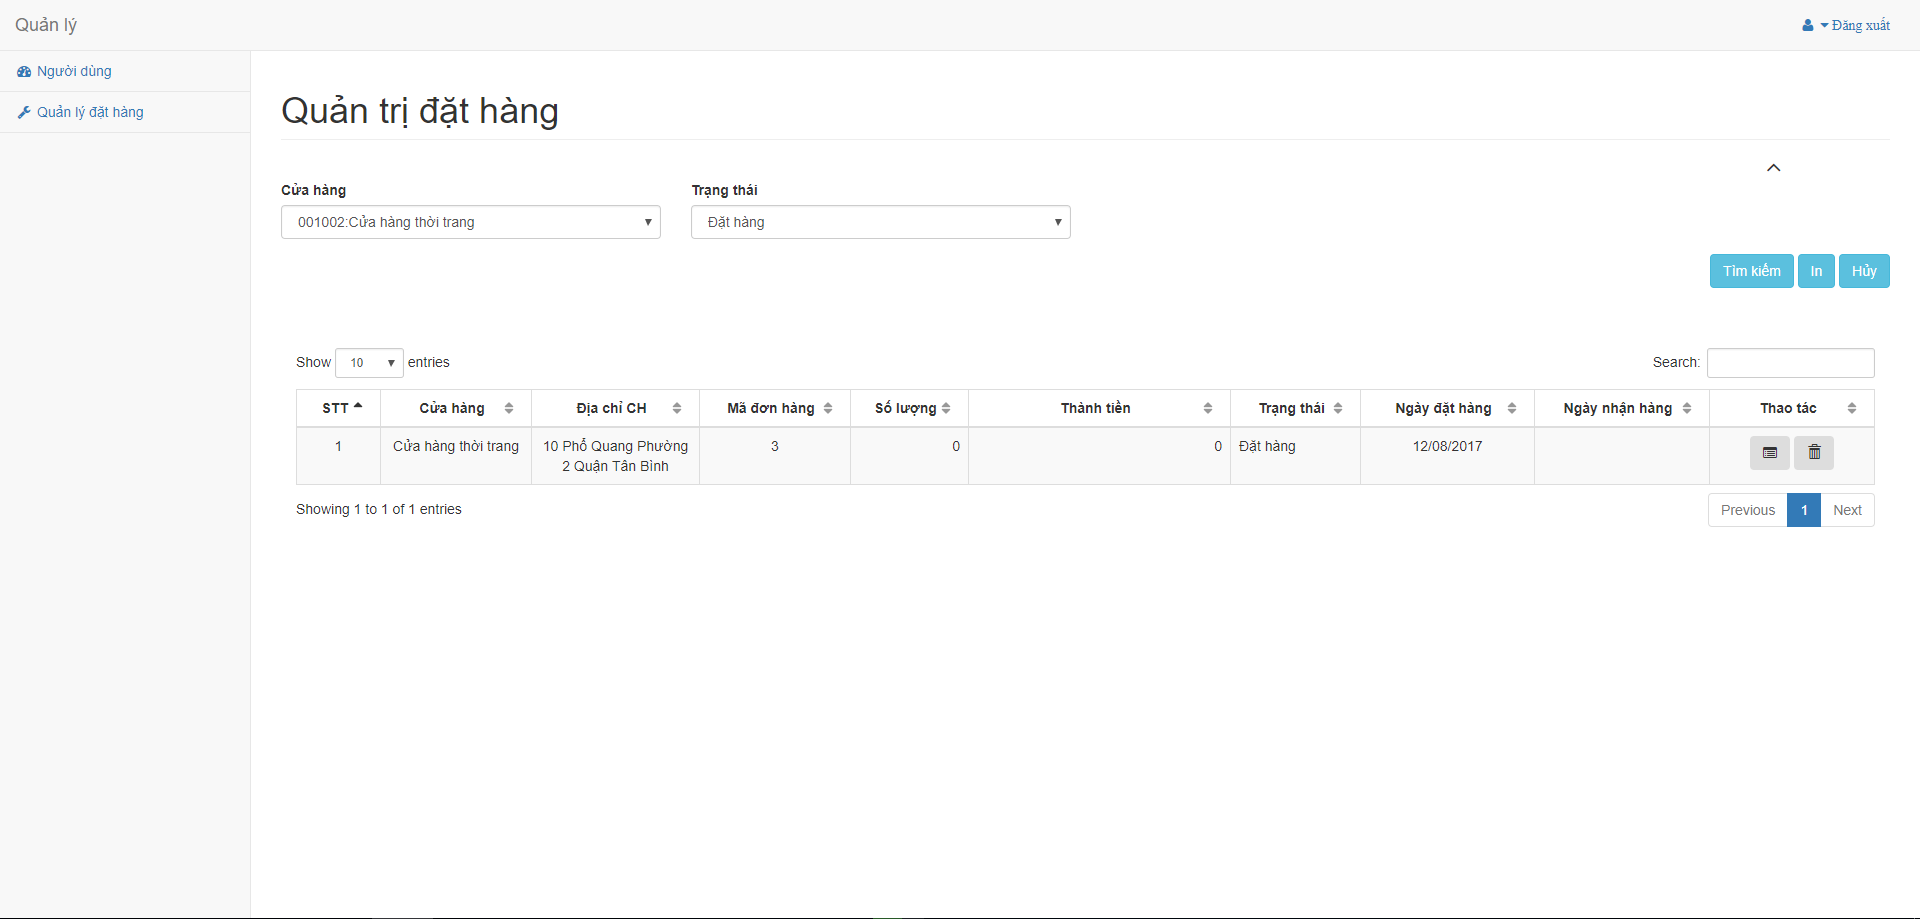 Quản lý
Đăng xuất
Người dùng
Quản lý đặt hàng
Quản trị đặt hàng
Cửa hàng
Trạng thái
001002:Cửa hàng thời trang
Đặt hàng
Tìm kiếm
In
Hủy
Show 10 entries
Search:
STT Cửa hàng Địa chỉ CH Mã đơn hàng Số lượng Thành tiền Trạng thái Ngày đặt hàng Ngày nhận hàng Thao tác
1 Cửa hàng thời trang 10 Phổ Quang Phường 3 0 0 Đặt hàng 12/08/2017
2 Quận Tân Bình
Showing 1 to 1 of 1 entries
Previous 1 Next